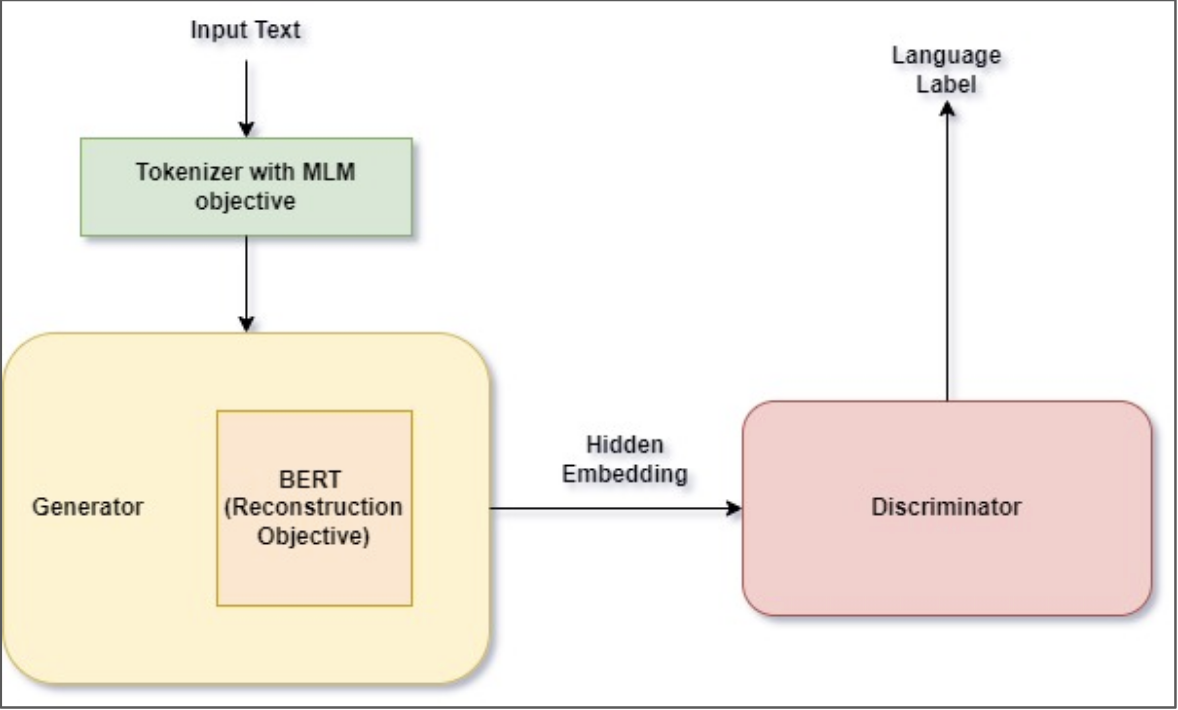 Input Text
Language
Label
Tokenizer with MLM
objective
Hidden
Embedding
Generator
BERT
(Reconstruction
Objective)
Discriminator